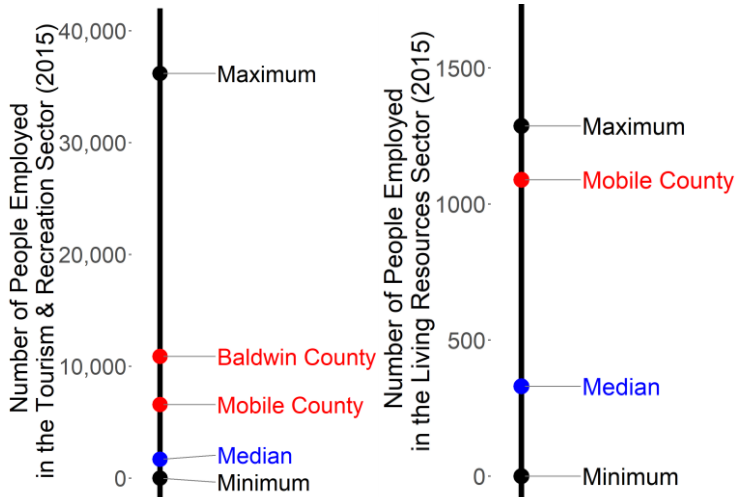 Number of People Employed
in the Tourism & Recreation Sector (2015)
40,000
30,000
20,000
10,000
0
Maximum
Baldwin County
Mobile County
Median
Minimum
Number of People Employed
in the Living Resources Sector (2015)
1500
1000
500
0
Maximum
Mobile County
Median
Minimum